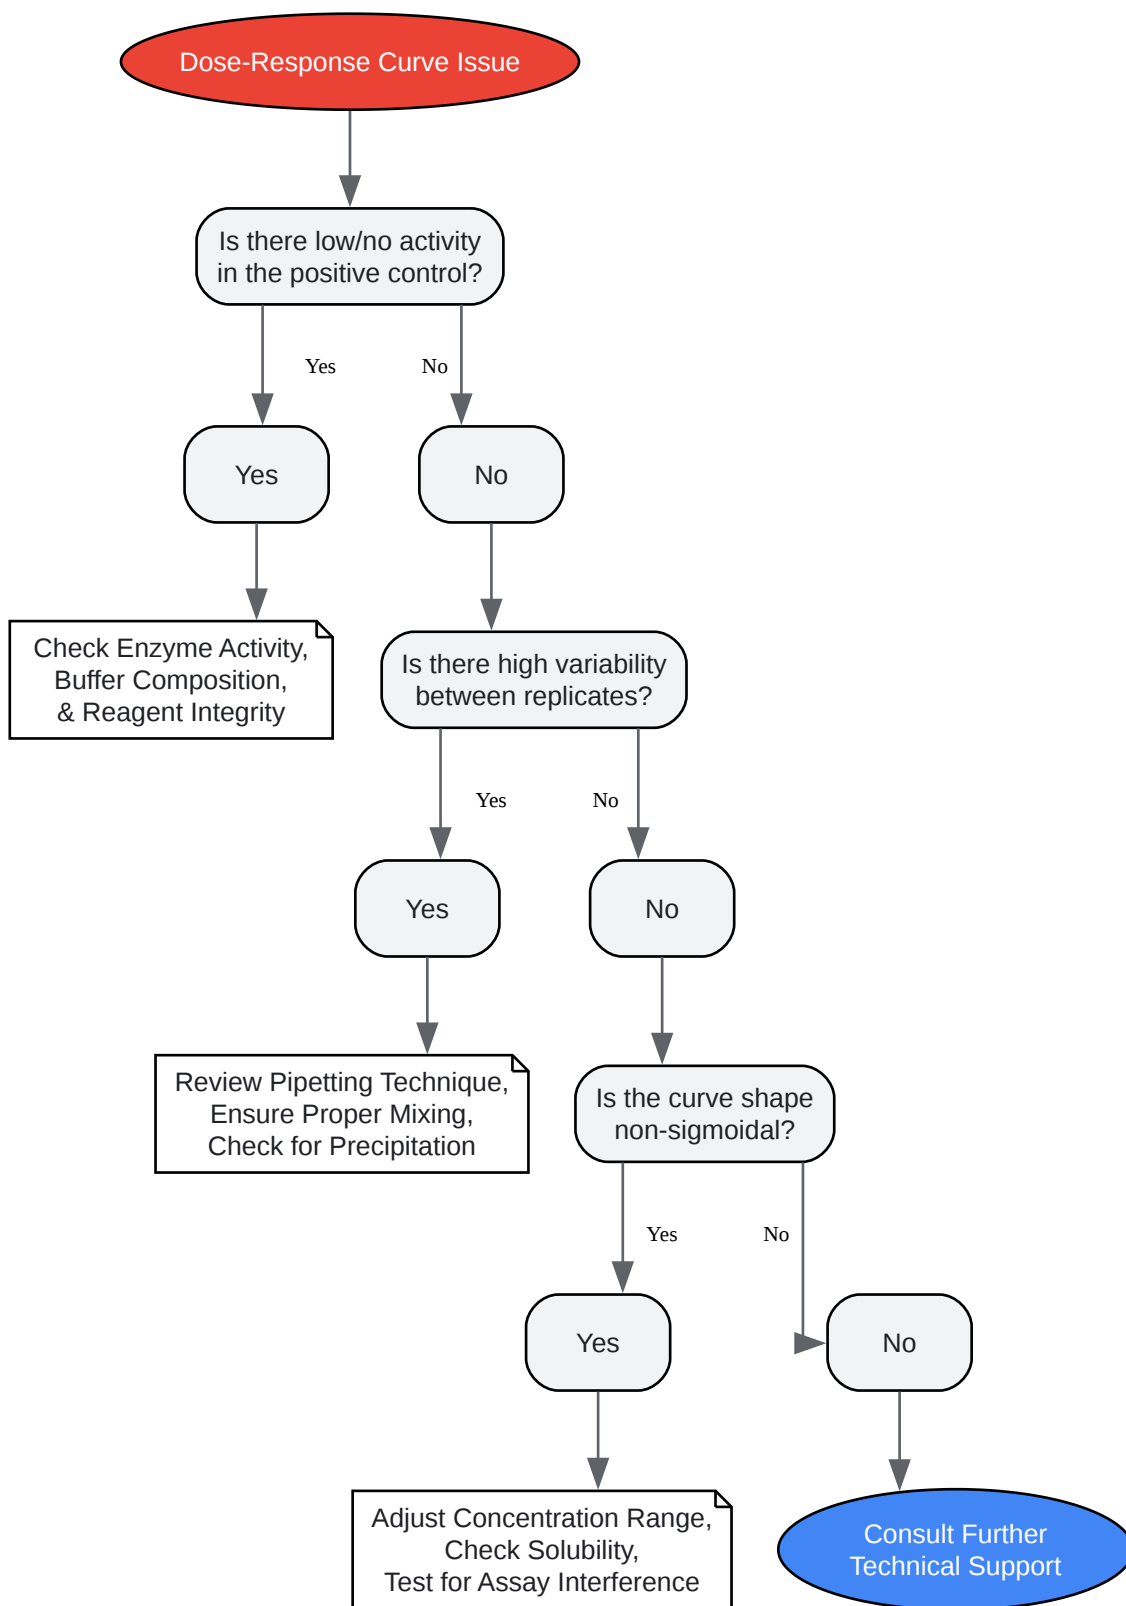 Dose-Response Curve Issue
Is there low/no activity
in the positive control?
Yes
No
Yes
No
Check Enzyme Activity,
Buffer Composition,
& Reagent Integrity
Is there high variability
between replicates?
Yes
No
Yes
No
Review Pipetting Technique,
Ensure Proper Mixing,
Check for Precipitation
Is the curve shape
non-sigmoidal?
Yes
No
Yes
No
Adjust Concentration Range,
Check Solubility,
Test for Assay Interference
Consult Further
Technical Support